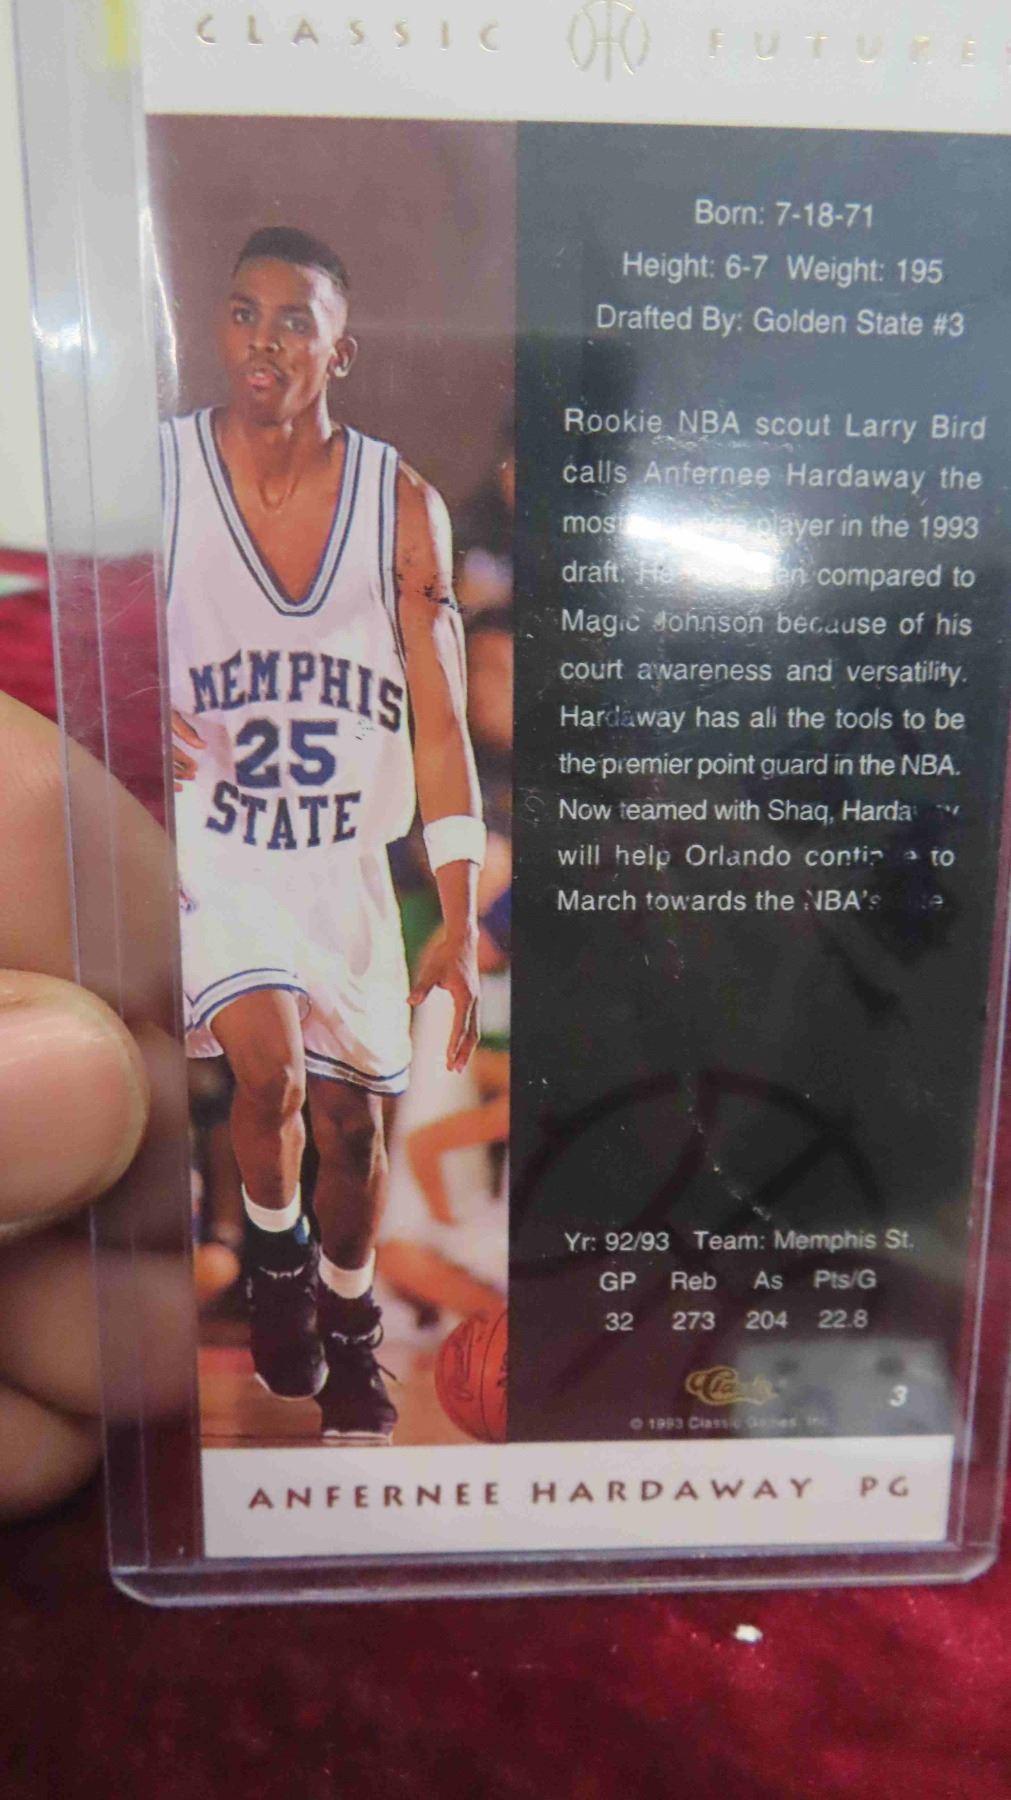 CLASSIC FUTURES
Born: 7-18-71
Height: 6-7 Weight: 195
Drafted By: Golden State #3
Rookie NBA scout Larry Bird
calls Anfernee Hardaway the
player in the 1993
draft. compared to
Magic Johnson because of his
court awareness and versatility.
Hardaway has all the tools to be
the premier point guard in the NBA.
Now teamed with Shaq,
will help Orlando continue to
March towards the NBA's
MEMPHIS
25
STATE
Yr: 92/93 Team: Memphis St.
GP Reb As Pts/G
32 273 204 22.8
Classic
3
© 1993 Classic Games, Inc.
ANFERNEE HARDAWAY PG